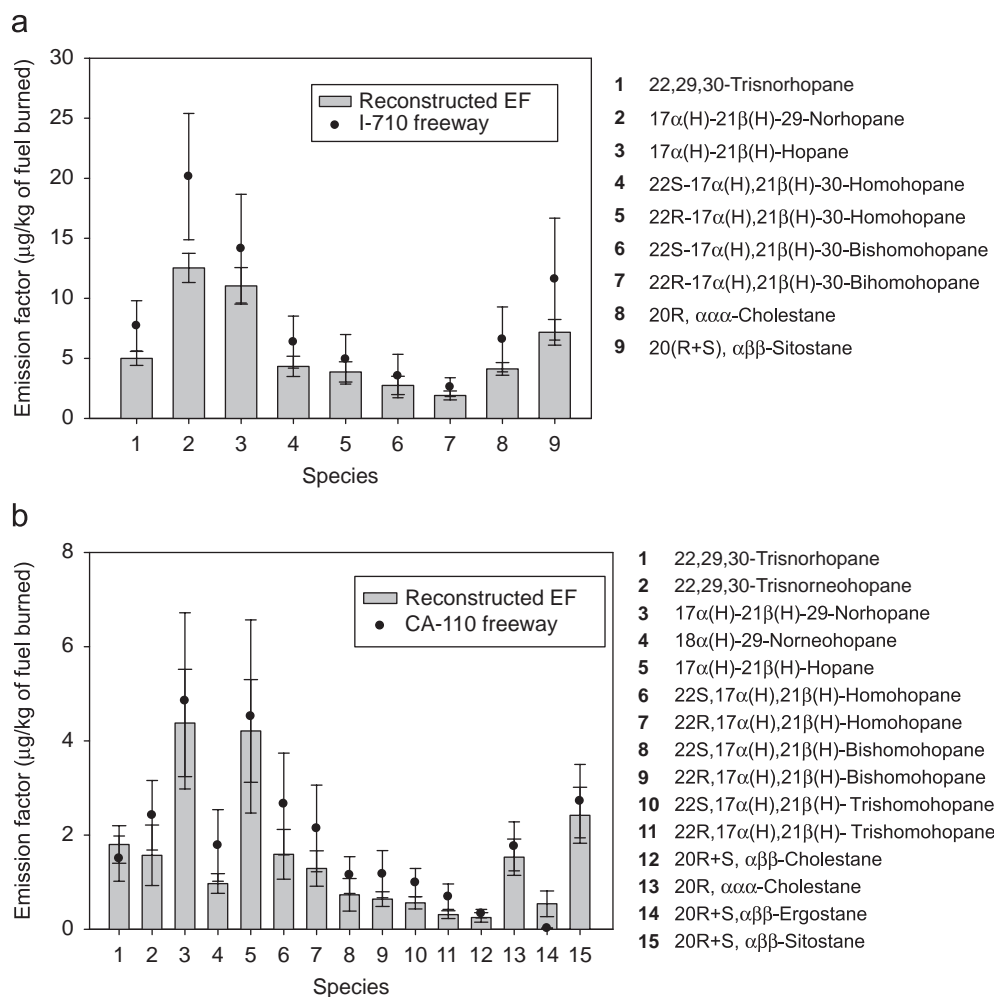 a
30
25
20
15
10
5
0
Emission factor (μg/kg of fuel burned)
Reconstructed EF
I-710 freeway
1 2 3 4 5 6 7 8 9
Species
1 22,29,30-Trisnorhopane
2 17α(H)-21β(H)-29-Norhopane
3 17α(H)-21β(H)-Hopane
4 22S-17α(H),21β(H)-30-Homohopane
5 22R-17α(H),21β(H)-30-Homohopane
6 22S-17α(H),21β(H)-30-Bishomohopane
7 22R-17α(H),21β(H)-30-Bihomohopane
8 20R, ααα-Cholestane
9 20(R+S), αββ-Sitostane
b
8
6
4
2
0
Emission factor (μg/kg of fuel burned)
Reconstructed EF
CA-110 freeway
1 2 3 4 5 6 7 8 9 10 11 12 13 14 15
Species
1 22,29,30-Trisnorhopane
2 22,29,30-Trisnorneohopane
3 17α(H)-21β(H)-29-Norhopane
4 18α(H)-29-Norneohopane
5 17α(H)-21β(H)-Hopane
6 22S,17α(H),21β(H)-Homohopane
7 22R,17α(H),21β(H)-Homohopane
8 22S,17α(H),21β(H)-Bishomohopane
9 22R,17α(H),21β(H)-Bishomohopane
10 22S,17α(H),21β(H)- Trishomohopane
11 22R,17α(H),21β(H)- Trishomohopane
12 20R+S, αββ-Cholestane
13 20R, ααα-Cholestane
14 20R+S,αββ-Ergostane
15 20R+S, αββ-Sitostane